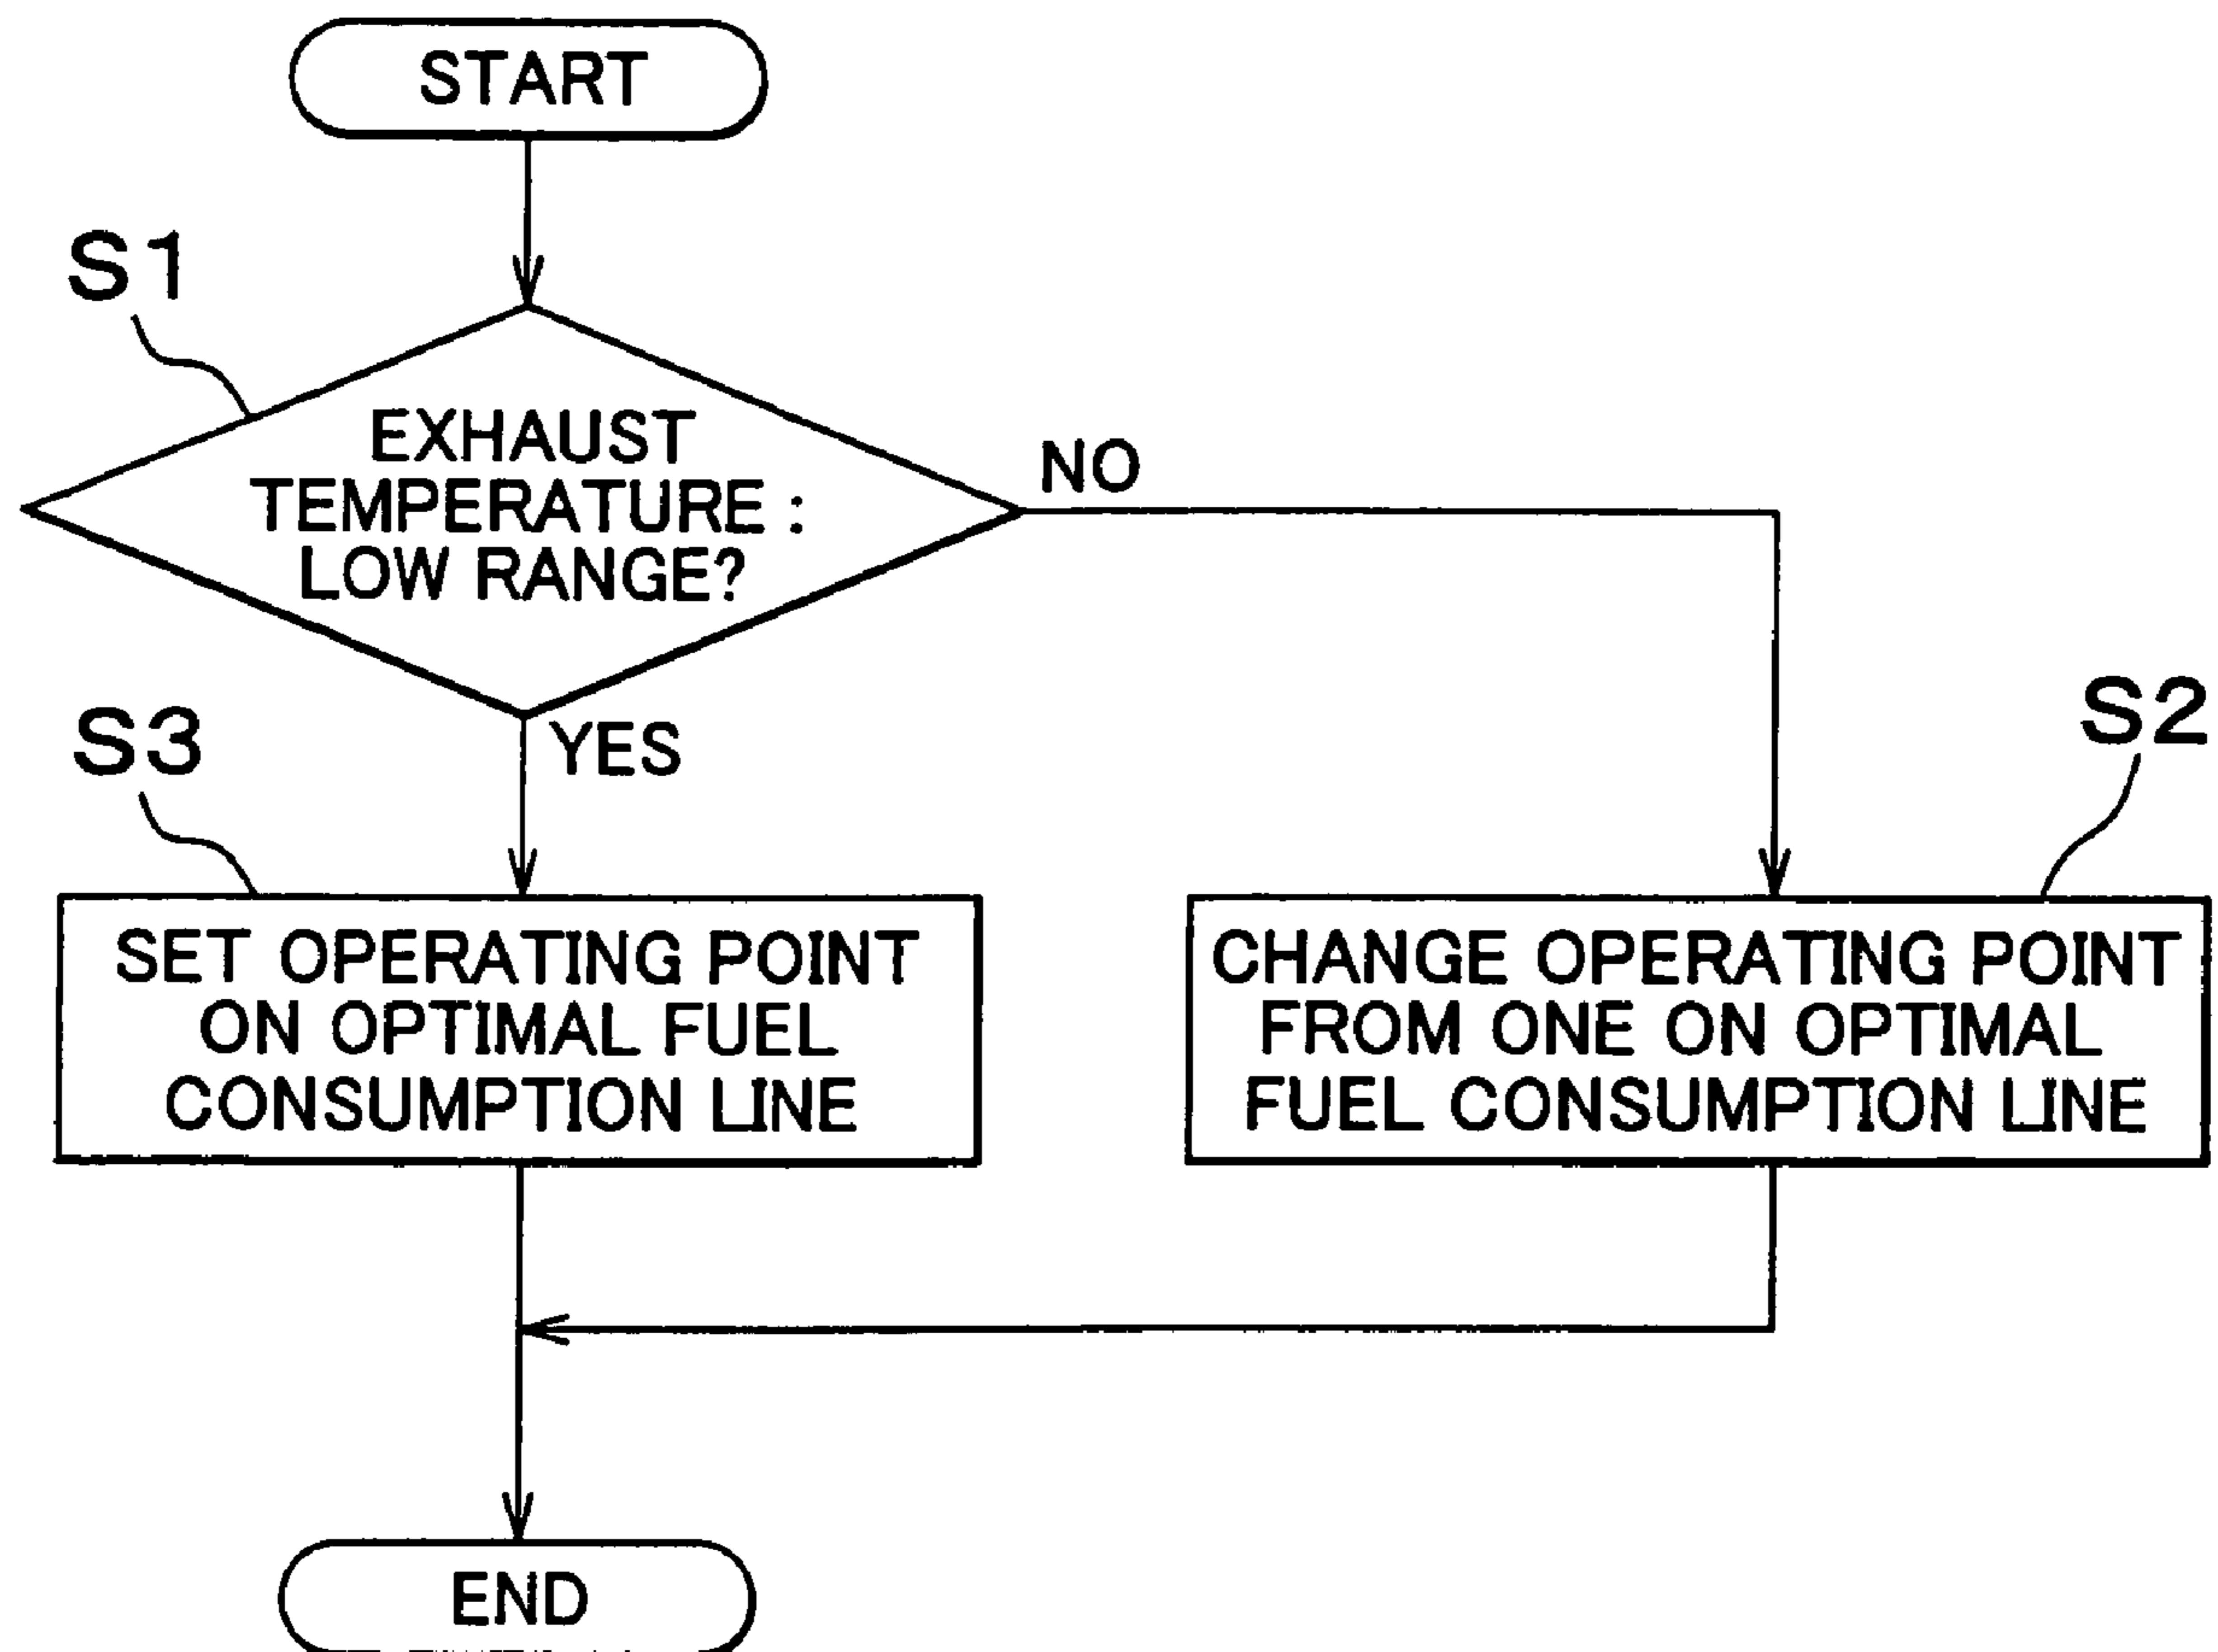 START
S1
EXHAUST
TEMPERATURE :
LOW RANGE?
NO
YES
S3
S2
SET OPERATING POINT
ON OPTIMAL FUEL
CONSUMPTION LINE
CHANGE OPERATING POINT
FROM ONE ON OPTIMAL
FUEL CONSUMPTION LINE
END